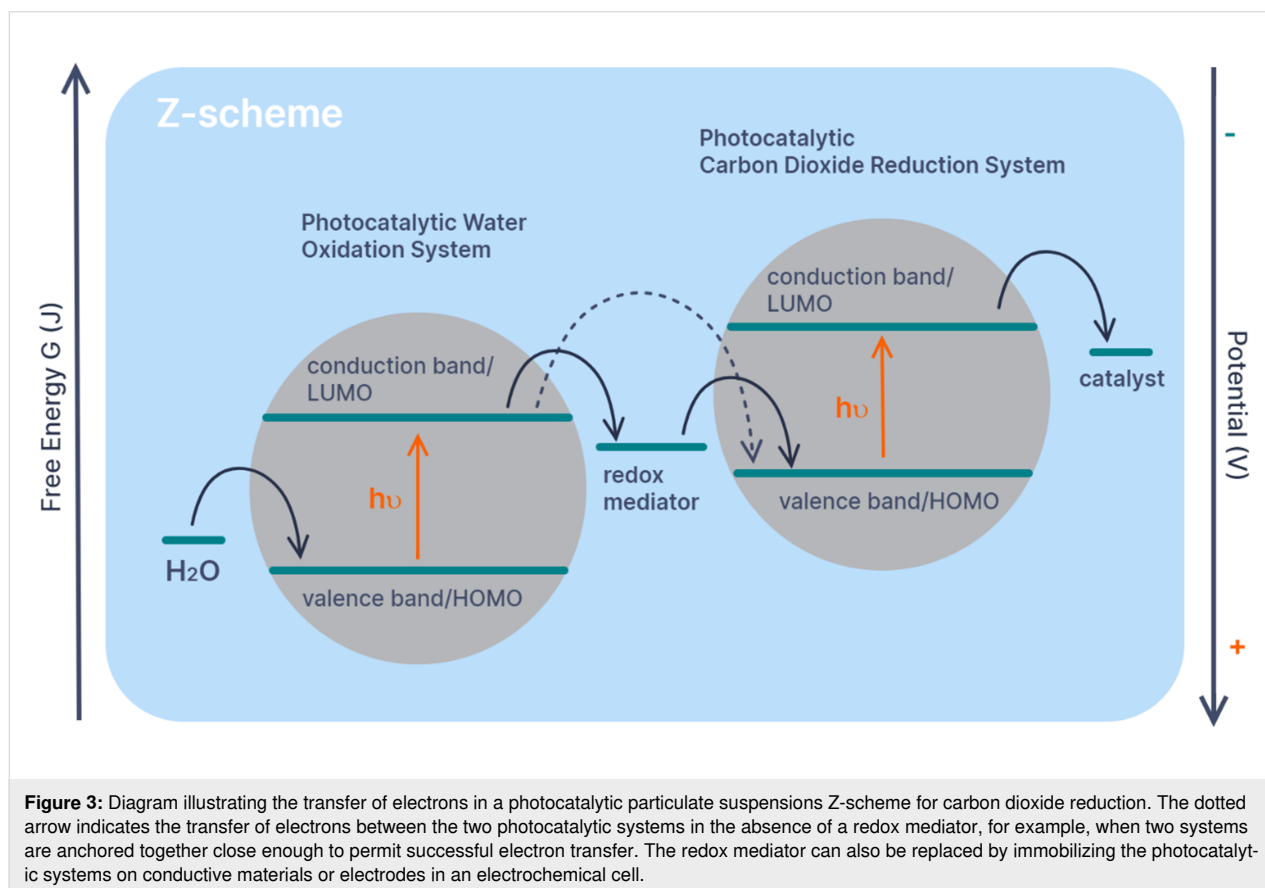 Z-scheme
Photocatalytic
Carbon Dioxide Reduction System
Photocatalytic Water
Oxidation System
Free Energy G (J)
conduction band/
LUMO
hυ
valence band/HOMO
H₂O
redox
mediator
conduction band/
LUMO
hυ
valence band/HOMO
catalyst
-
Potential (V)
+
Figure 3: Diagram illustrating the transfer of electrons in a photocatalytic particulate suspensions Z-scheme for carbon dioxide reduction. The dotted
arrow indicates the transfer of electrons between the two photocatalytic systems in the absence of a redox mediator, for example, when two systems
are anchored together close enough to permit successful electron transfer. The redox mediator can also be replaced by immobilizing the photocatalyt-
ic systems on conductive materials or electrodes in an electrochemical cell.